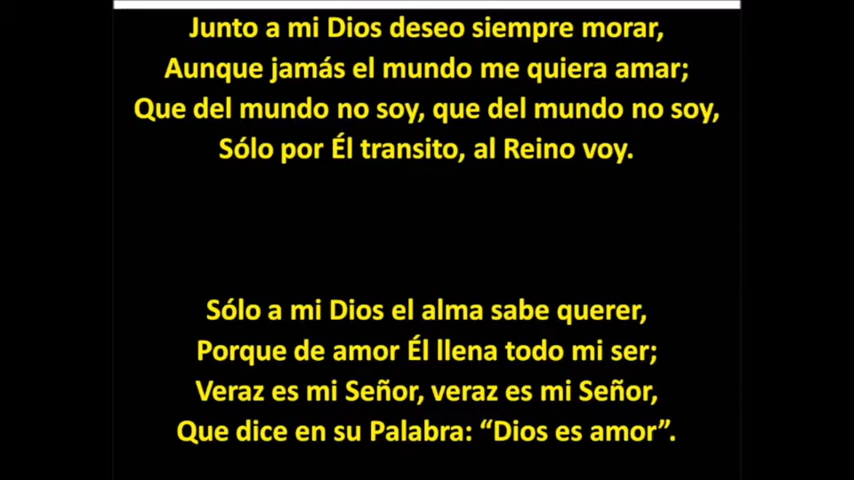 Junto a mi Dios deseo siempre morar,
Aunque jamás el mundo me quiera amar;
Que del mundo no soy, que del mundo no soy,
Sólo por Él transito, al Reino voy.
Sólo a mi Dios el alma sabe querer,
Porque de amor Él llena todo mi ser;
Veraz es mi Señor, veraz es mi Señor,
Que dice en su Palabra: “Dios es amor”.